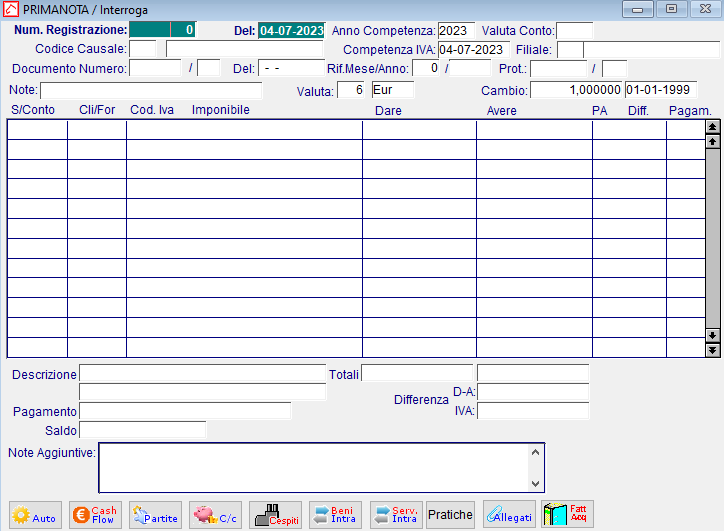 PRIMANOTA / Interroga
Num. Registrazione: 0 Del: 04-07-2023 Anno Competenza: 2023 Valuta Conto:
Codice Causale: Competenza IVA: 04-07-2023 Filiale:
Documento Numero: / Del: - - Rif.Mese/Anno: 0 / Prot.: /
Note: Valuta: 6 Eur Cambio: 1,000000 01-01-1999
S/Conto Cli/For Cod. Iva Imponibile Dare Avere PA Diff. Pagam.
Descrizione Totali
Differenza D-A:
Pagamento IVA:
Saldo
Note Aggiuntive:
Auto Cash Flow Partite C/c Cespiti Beni Intra Serv. Intra Pratiche Allegati Fatt Acq